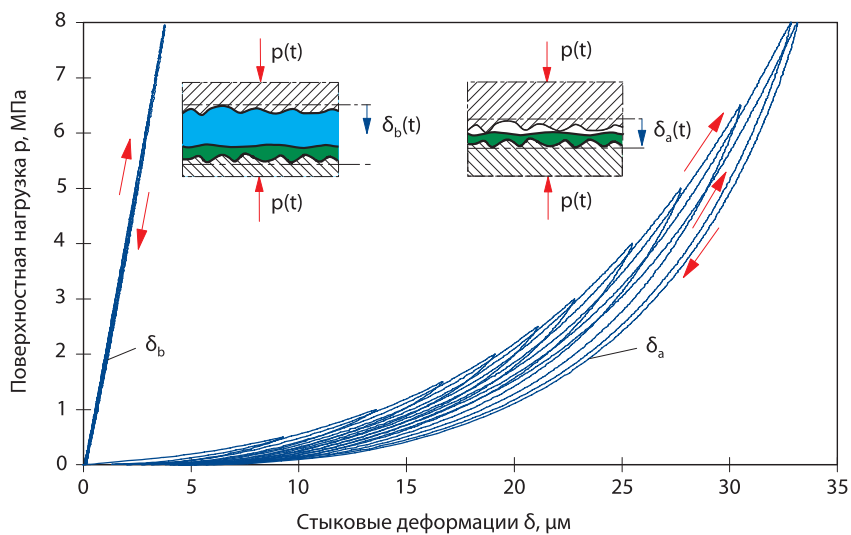 Поверхностная нагрузка p, МПа
8
7
6
5
4
3
2
1
0
p(t)
δb(t)
p(t)
p(t)
δa(t)
p(t)
δb
δa
0
5
10
15
20
25
30
35
Стыковые деформации δ, μм